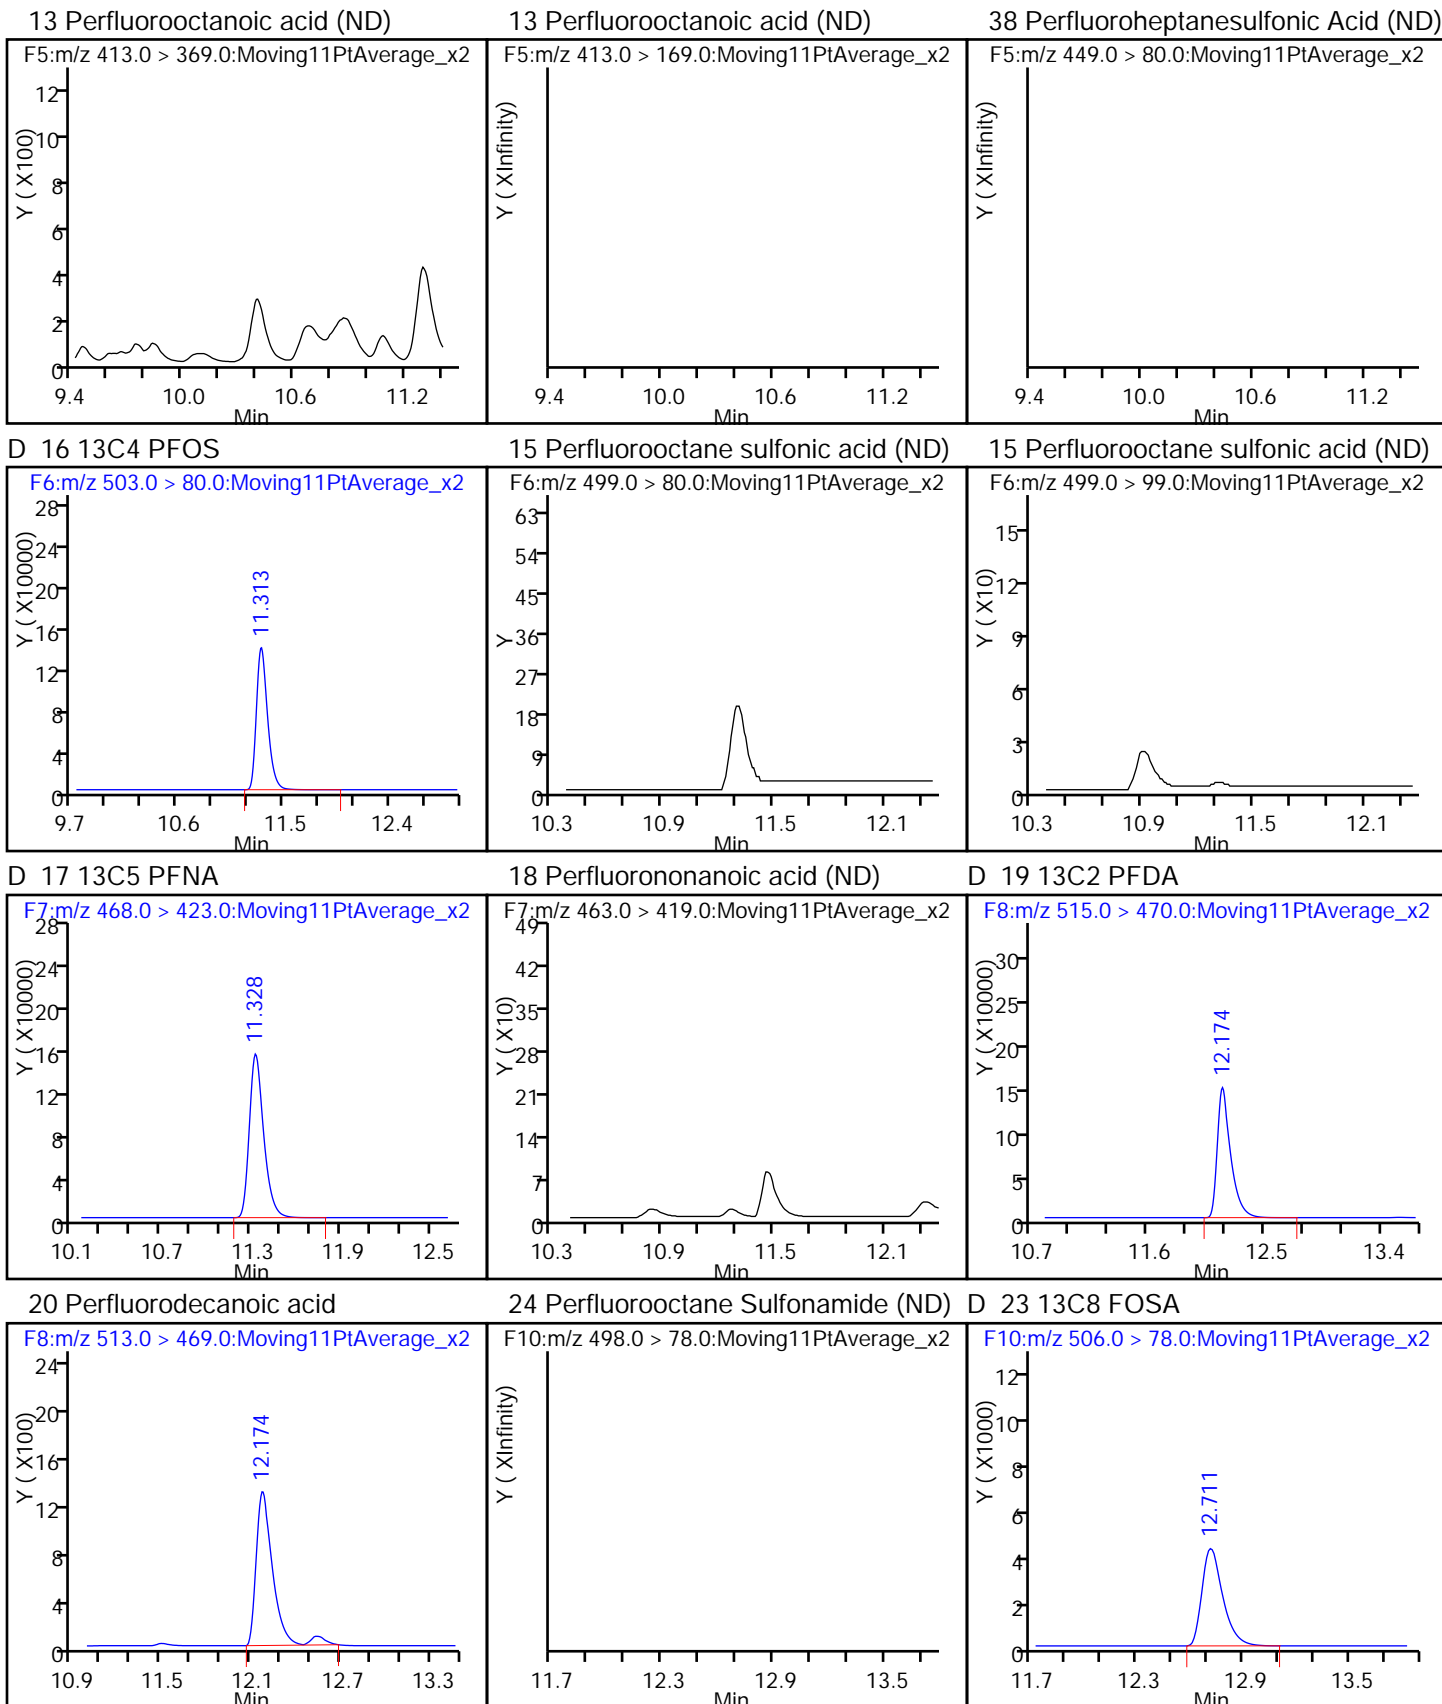 13 Perfluorooctanoic acid (ND)
F5:m/z 413.0 > 369.0:Moving11PtAverage_x2
Y ( X100)
12
10
8
6
4
2
0
9.4 10.0 10.6 11.2
Min
13 Perfluorooctanoic acid (ND)
F5:m/z 413.0 > 169.0:Moving11PtAverage_x2
Y ( XInfinity)
9.4 10.0 10.6 11.2
Min
38 Perfluoroheptanesulfonic Acid (ND)
F5:m/z 449.0 > 80.0:Moving11PtAverage_x2
Y ( XInfinity)
9.4 10.0 10.6 11.2
Min
D 16 13C4 PFOS
F6:m/z 503.0 > 80.0:Moving11PtAverage_x2
Y ( X10000)
28
24
20
16
12
8
4
0
11.313
9.7 10.6 11.5 12.4
Min
15 Perfluorooctane sulfonic acid (ND)
F6:m/z 499.0 > 80.0:Moving11PtAverage_x2
Y
63
54
45
36
27
18
9
0
10.3 10.9 11.5 12.1
Min
15 Perfluorooctane sulfonic acid (ND)
F6:m/z 499.0 > 99.0:Moving11PtAverage_x2
Y ( X10)
15
12
9
6
3
0
10.3 10.9 11.5 12.1
Min
D 17 13C5 PFNA
F7:m/z 468.0 > 423.0:Moving11PtAverage_x2
Y ( X10000)
28
24
20
16
12
8
4
0
11.328
10.1 10.7 11.3 11.9 12.5
Min
18 Perfluorononanoic acid (ND)
F7:m/z 463.0 > 419.0:Moving11PtAverage_x2
Y ( X10)
49
42
35
28
21
14
7
0
10.3 10.9 11.5 12.1
Min
D 19 13C2 PFDA
F8:m/z 515.0 > 470.0:Moving11PtAverage_x2
Y ( X10000)
30
25
20
15
10
5
0
12.174
10.7 11.6 12.5 13.4
Min
20 Perfluorodecanoic acid
F8:m/z 513.0 > 469.0:Moving11PtAverage_x2
Y ( X100)
24
20
16
12
8
4
0
12.174
10.9 11.5 12.1 12.7 13.3
Min
24 Perfluorooctane Sulfonamide (ND)
F10:m/z 498.0 > 78.0:Moving11PtAverage_x2
Y ( XInfinity)
11.7 12.3 12.9 13.5
Min
D 23 13C8 FOSA
F10:m/z 506.0 > 78.0:Moving11PtAverage_x2
Y ( X1000)
12
10
8
6
4
2
0
12.711
11.7 12.3 12.9 13.5
Min